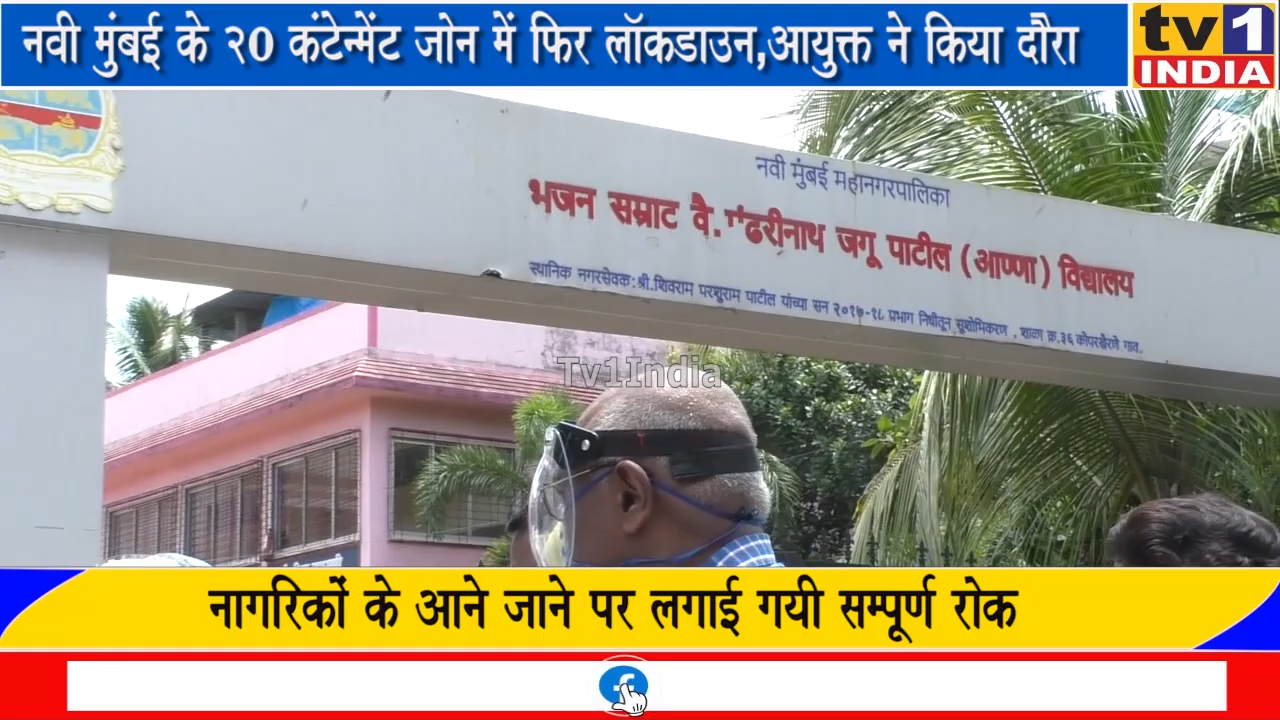 नवी मुंबई के २0 कंटेन्मेंट जोन में फिर लॉकडाउन,आयुक्त ने किया दौरा
tv1
INDIA
नवी मुंबई महानगरपालिका
भजन सम्राट वै. पंढरीनाथ जगू पाटील (आण्णा) विद्यालय
स्थानिक नगरसेवक: श्री.शिवराम परशुराम पाटील यांच्या सन २०१७-१८ प्रभाग निधीतून सुशोभिकरण , शाळा क्र.३६ कोपरखैरणे गाव.
Tv1India
नागरिकों के आने जाने पर लगाई गयी सम्पूर्ण रोक